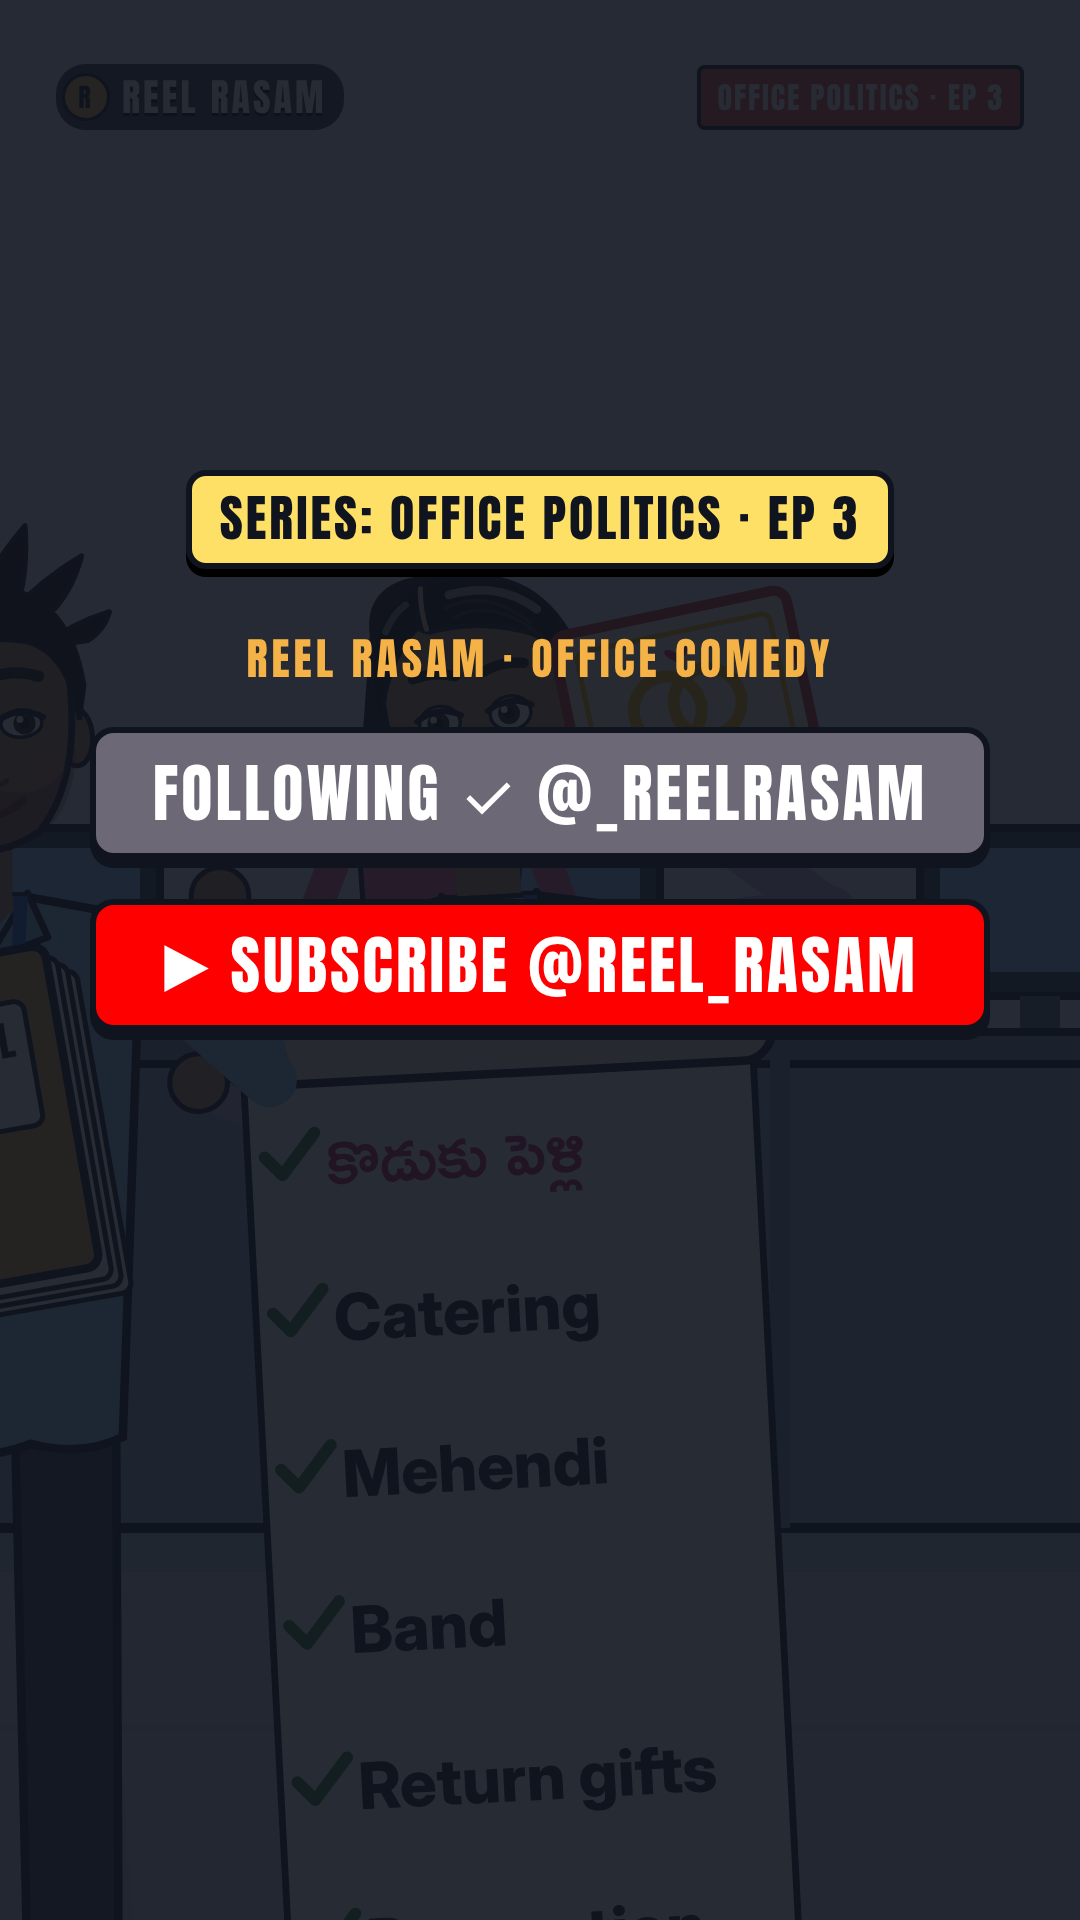 R REEL RASAM
OFFICE POLITICS · EP 3
SERIES: OFFICE POLITICS · EP 3
REEL RASAM · OFFICE COMEDY
FOLLOWING ✓ @_REELRASAM
▶ SUBSCRIBE @REEL_RASAM
✓ కొడుకు పెళ్లి
✓ Catering
✓ Mehendi
✓ Band
✓ Return gifts